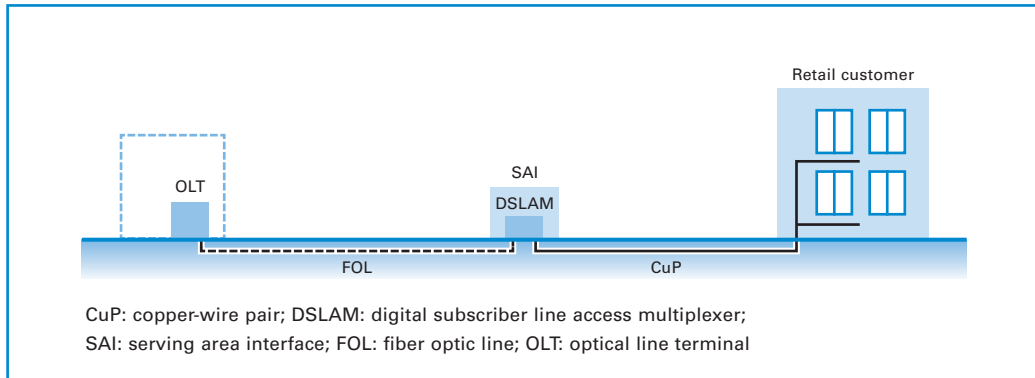 Retail customer
SAI
OLT
DSLAM
FOL
CuP
CuP: copper-wire pair; DSLAM: digital subscriber line access multiplexer;
SAI: serving area interface; FOL: fiber optic line; OLT: optical line terminal